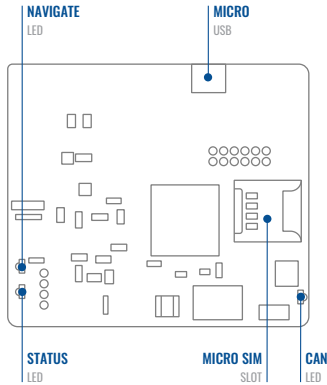 NAVIGATE
LED
MICRO
USB
STATUS
LED
MICRO SIM
SLOT
CAN
LED